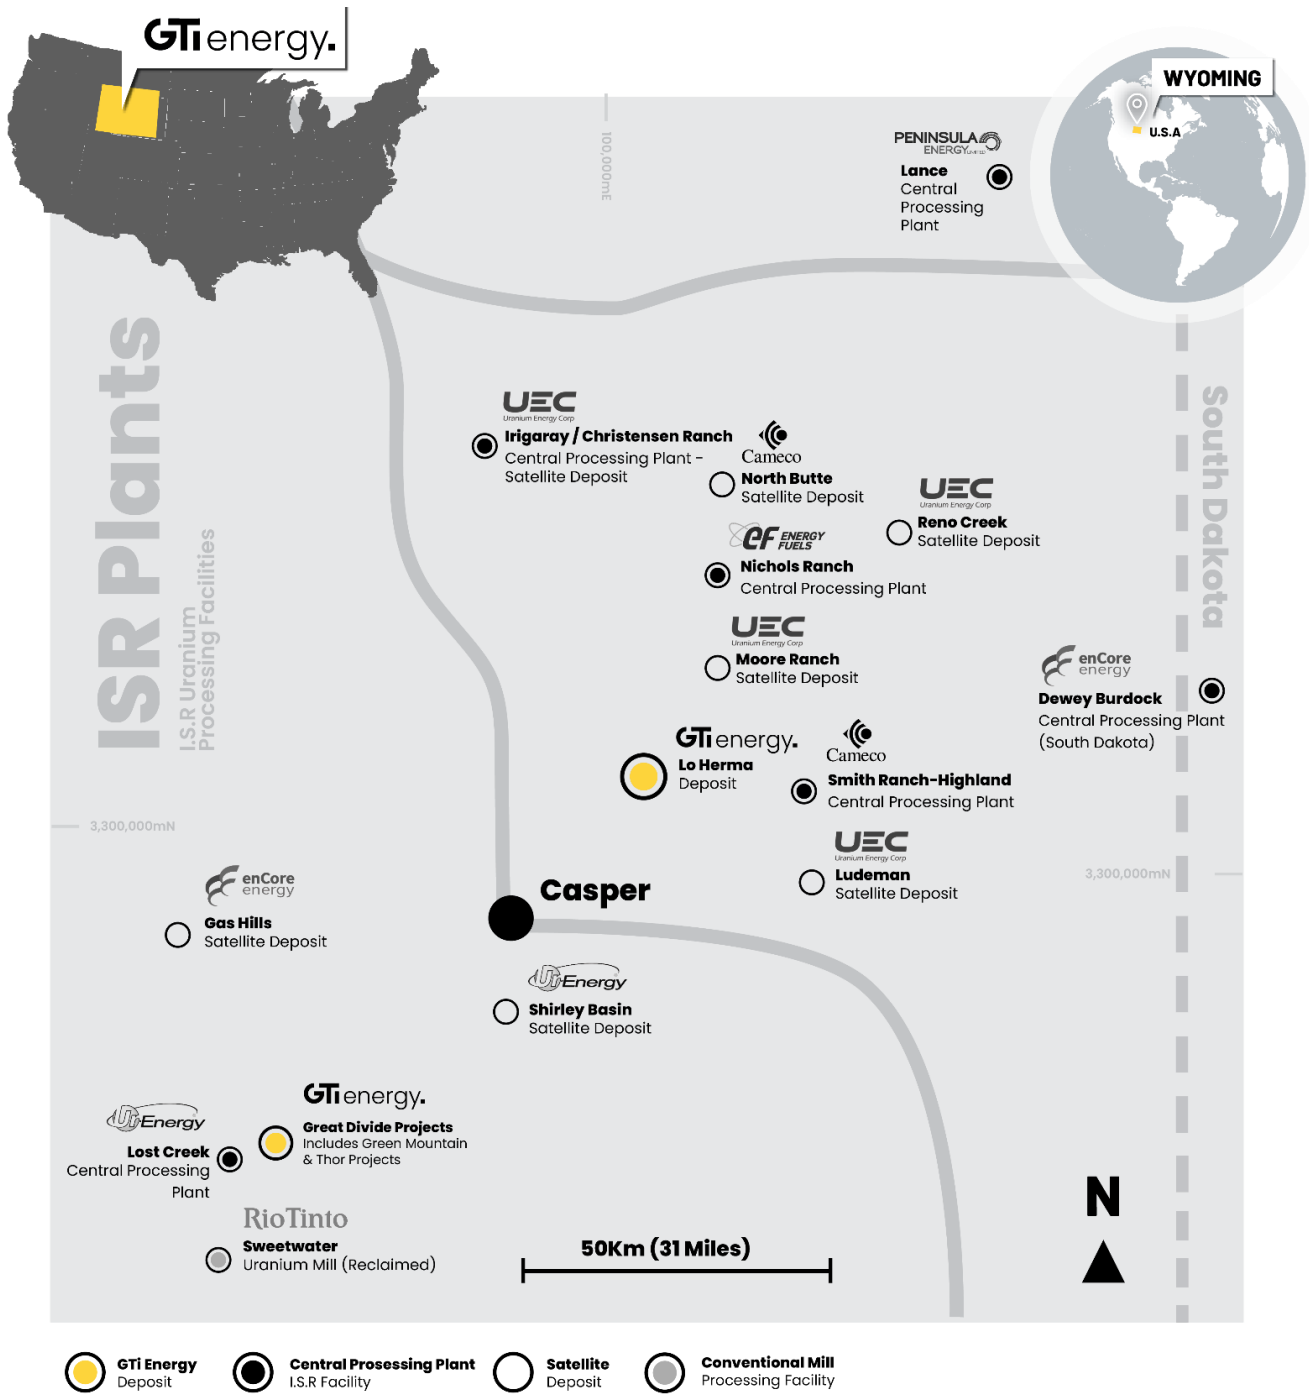 GTi energy.
WYOMING
U.S.A
100,000mE
PENINSULA
ENERGY LIMITED
Lance
Central
Processing
Plant
ISR Plants
I.S.R Uranium
Processing Facilities
South Dakota
UEC
Uranium Energy Corp
Irigaray / Christensen Ranch
Central Processing Plant -
Satellite Deposit
Cameco
North Butte
Satellite Deposit
UEC
Uranium Energy Corp
Reno Creek
Satellite Deposit
eF ENERGY
FUELS
Nichols Ranch
Central Processing Plant
UEC
Uranium Energy Corp
Moore Ranch
Satellite Deposit
enCore
energy
Dewey Burdock
Central Processing Plant
(South Dakota)
GTi energy.
Lo Herma
Deposit
Cameco
Smith Ranch-Highland
Central Processing Plant
3,300,000mN
UEC
Uranium Energy Corp
Ludeman
Satellite Deposit
3,300,000mN
enCore
energy
Gas Hills
Satellite Deposit
Casper
Ur Energy
Shirley Basin
Satellite Deposit
GTi energy.
Great Divide Projects
Includes Green Mountain
& Thor Projects
Ur Energy
Lost Creek
Central Processing
Plant
RioTinto
Sweetwater
Uranium Mill (Reclaimed)
50Km (31 Miles)
N
GTi Energy
Deposit
Central Prosessing Plant
I.S.R Facility
Satellite
Deposit
Conventional Mill
Processing Facility